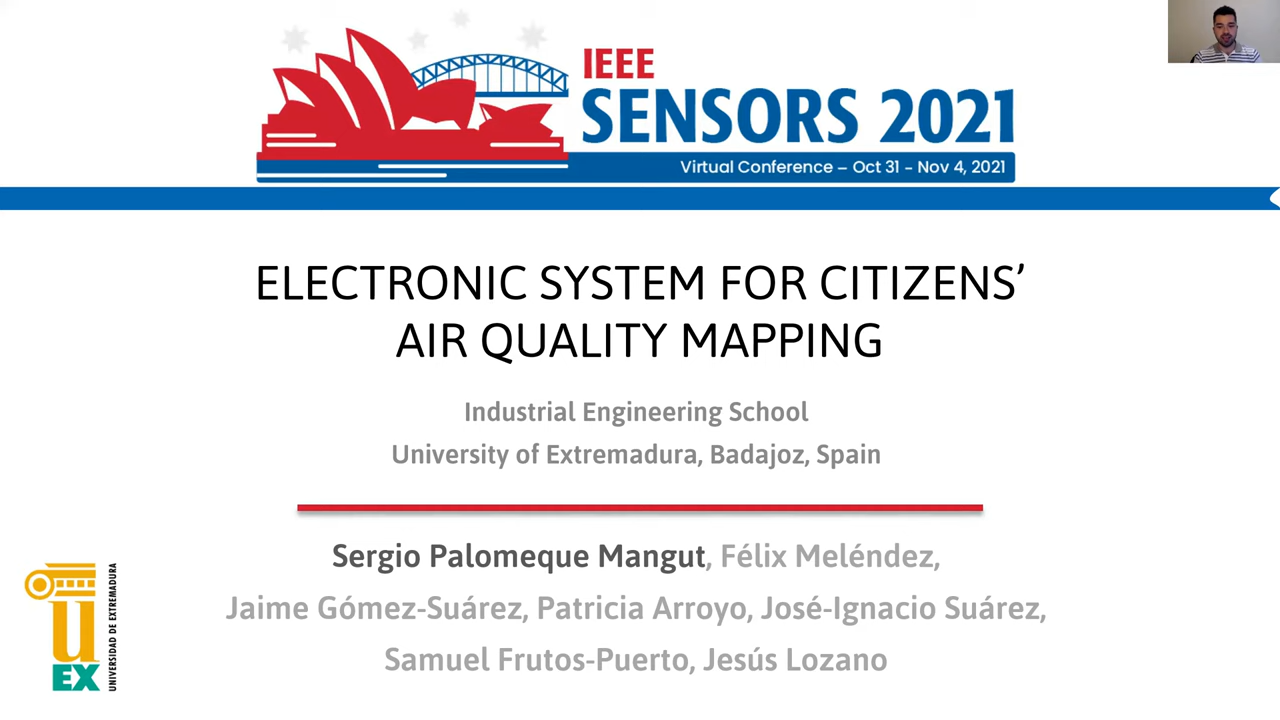 IEEE
SENSORS 2021
Virtual Conference – Oct 31 - Nov 4, 2021
ELECTRONIC SYSTEM FOR CITIZENS’
AIR QUALITY MAPPING
Industrial Engineering School
University of Extremadura, Badajoz, Spain
Sergio Palomeque Mangut, Félix Meléndez,
Jaime Gómez-Suárez, Patricia Arroyo, José-Ignacio Suárez,
Samuel Frutos-Puerto, Jesús Lozano
u
EX
UNIVERSIDAD DE EXTREMADURA